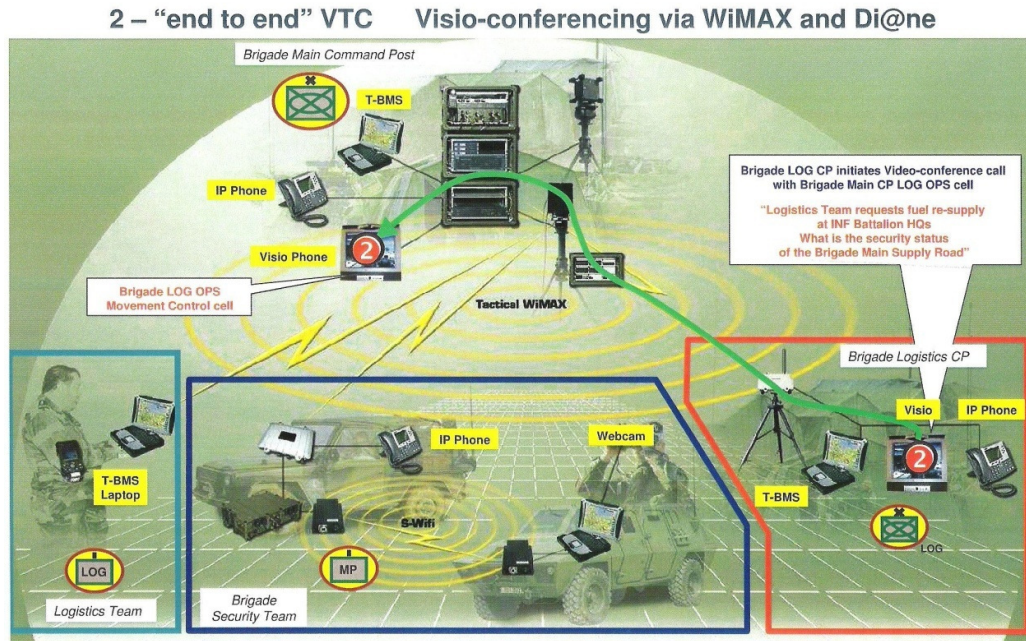 2 – “end to end” VTC Visio-conferencing via WiMAX and Di@ne
Brigade Main Command Post
T-BMS
IP Phone
Visio Phone
2
Brigade LOG OPS
Movement Control cell
Tactical WiMAX
Brigade LOG CP initiates Video-conference call
with Brigade Main CP LOG OPS cell
“Logistics Team requests fuel re-supply
at INF Battalion HQs
What is the security status
of the Brigade Main Supply Road”
Brigade Logistics CP
Visio
IP Phone
2
T-BMS
LOG
T-BMS
Laptop
LOG
Logistics Team
IP Phone
Webcam
S-Wifi
MP
Brigade
Security Team